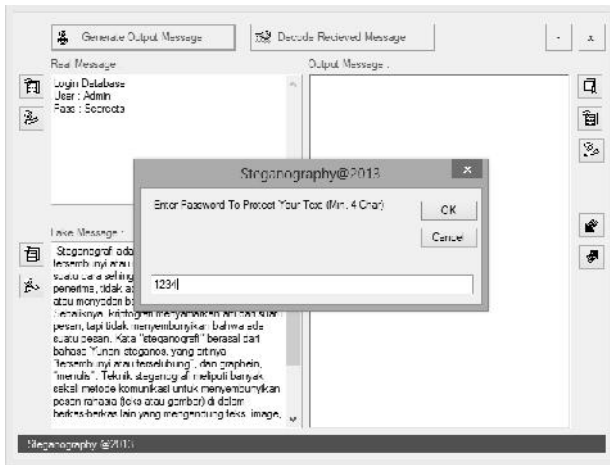 Generate Output Message
Decode Recieved Message
- x
Real Message
Output Message :
Login Database
User : Admin
Pass : Secreets
Steganography@2013
x
Enter Password To Protect Your Text (Min. 4 Char)
OK
Cancel
1234
Fake Message :
Steganografi ada
tersembunyi atau
suatu cara sehing
penerima, tidak a
atau menyadari b
Sebaliknya, kriptografi menyamarkan arti dari suatu
pesan, tapi tidak menyembunyikan bahwa ada
suatu pesan. Kata "steganografi" berasal dari
bahasa Yunani steganos, yang artinya
"tersembunyi atau terselubung", dan graphein,
"menulis". Teknik steganografi meliputi banyak
sekali metode komunikasi untuk menyembunyikan
pesan rahasia (teks atau gambar) di dalam
berkas-berkas lain yang mengandung teks, image,
Steganography @2013